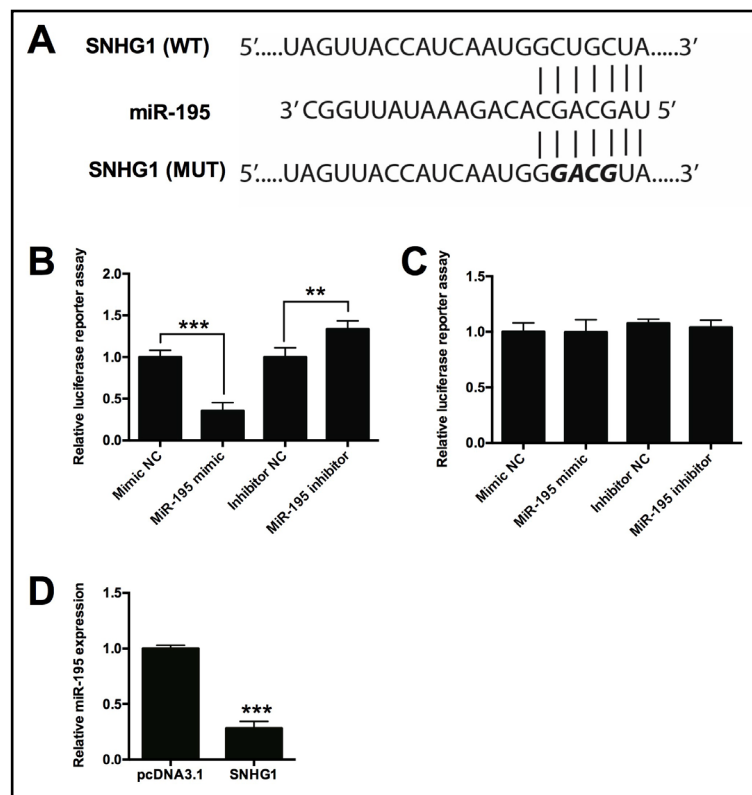 A
SNHG1 (WT) 5’.....UAGUUACCAUCAAUGGCUGCUA.....3’
miR-195 3’CGGUUAUAAAGACACGACGAU 5’
SNHG1 (MUT) 5’.....UAGUUACCAUCAAUGGGACGUA.....3’
B
Relative luciferase reporter assay
2.0
1.5
1.0
0.5
0.0
***
**
Mimic NC
MiR-195 mimic
Inhibitor NC
MiR-195 inhibitor
C
Relative luciferase reporter assay
1.5
1.0
0.5
0.0
Mimic NC
MiR-195 mimic
Inhibitor NC
MiR-195 inhibitor
D
Relative miR-195 expression
1.5
1.0
0.5
0.0
***
pcDNA3.1 SNHG1